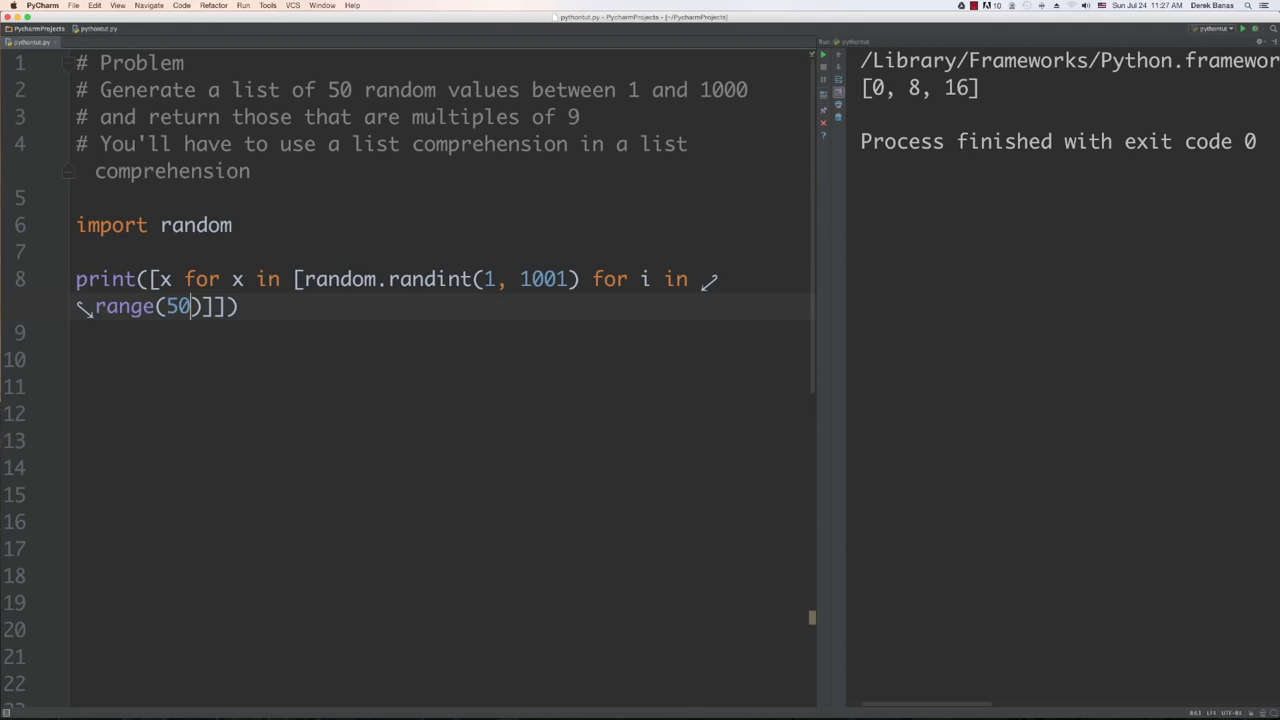 PyCharm File Edit View Navigate Code Refactor Run Tools VCS Window Help
10 Sun Jul 24 11:27 AM Derek Banas
pythontut.py - PycharmProjects - [~/PycharmProjects]
PycharmProjects pythontut.py
pythontut
pythontut.py
Run: pythontut
1 # Problem
2 # Generate a list of 50 random values between 1 and 1000
3 # and return those that are multiples of 9
4 # You'll have to use a list comprehension in a list
comprehension
5
6 import random
7
8 print([x for x in [random.randint(1, 1001) for i in
range(50)]])
9
10
11
12
13
14
15
16
17
18
19
20
21
22
23
/Library/Frameworks/Python.framewor
[0, 8, 16]
Process finished with exit code 0